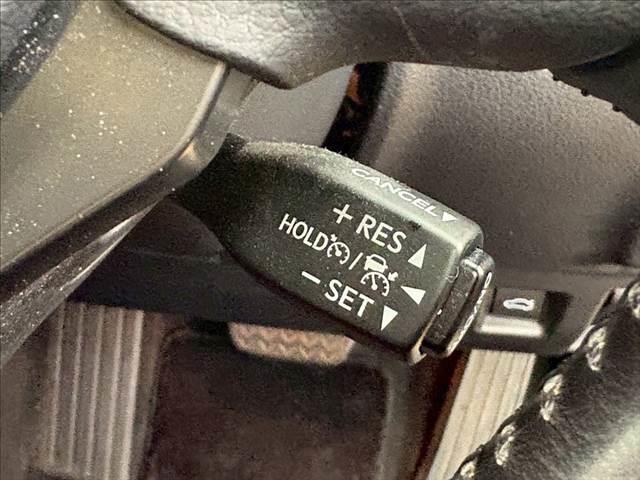 CANCEL▼
+ RES ▲
HOLD / ◀
− SET ▼